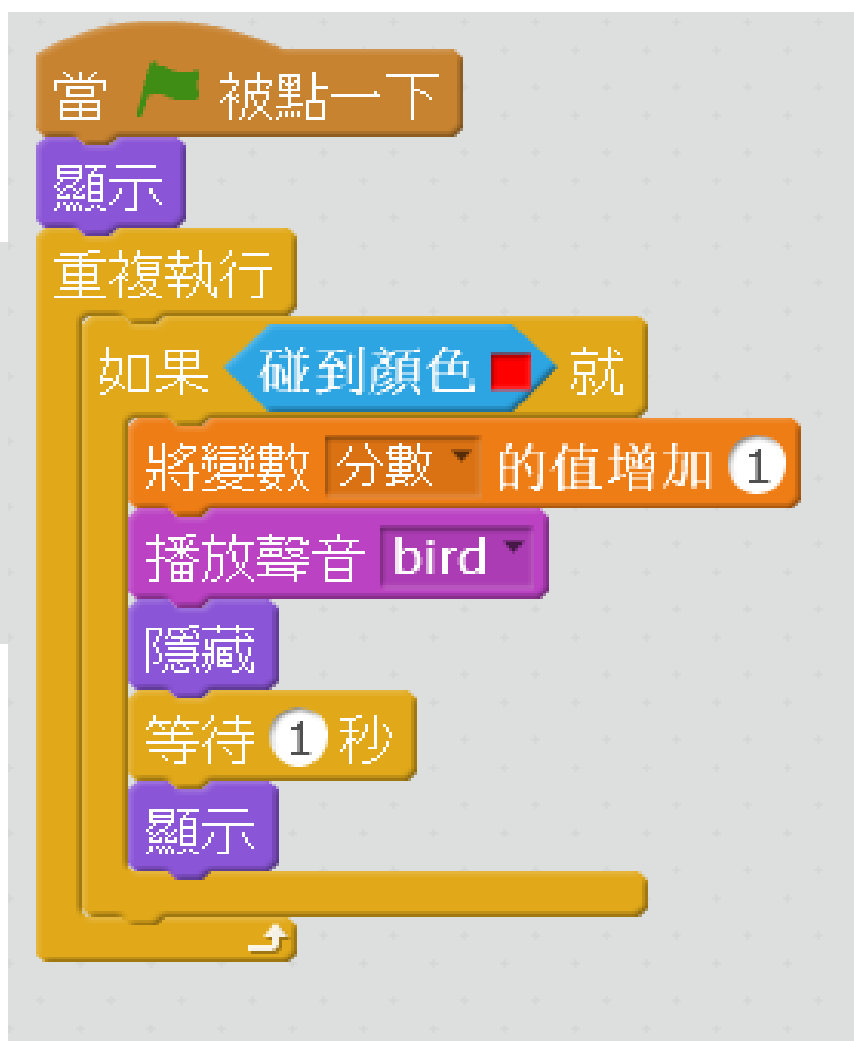 當 被點一下
顯示
重複執行
如果 碰到顏色 就
將變數 分數 的值增加 1
播放聲音 bird
隱藏
等待 1 秒
顯示